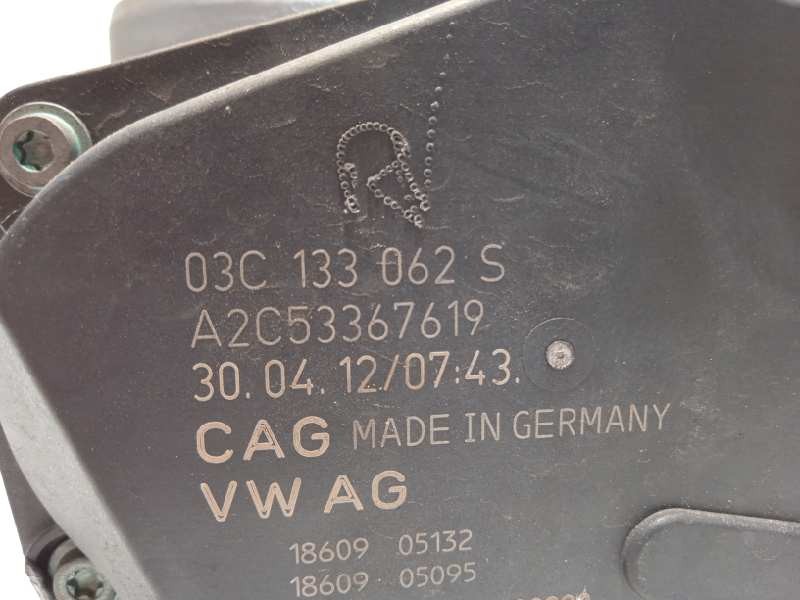 R
03C 133 062 S
A2C53367619
30.04.12/07:43.
CAG MADE IN GERMANY
VW AG
18609 05132
18609 05095